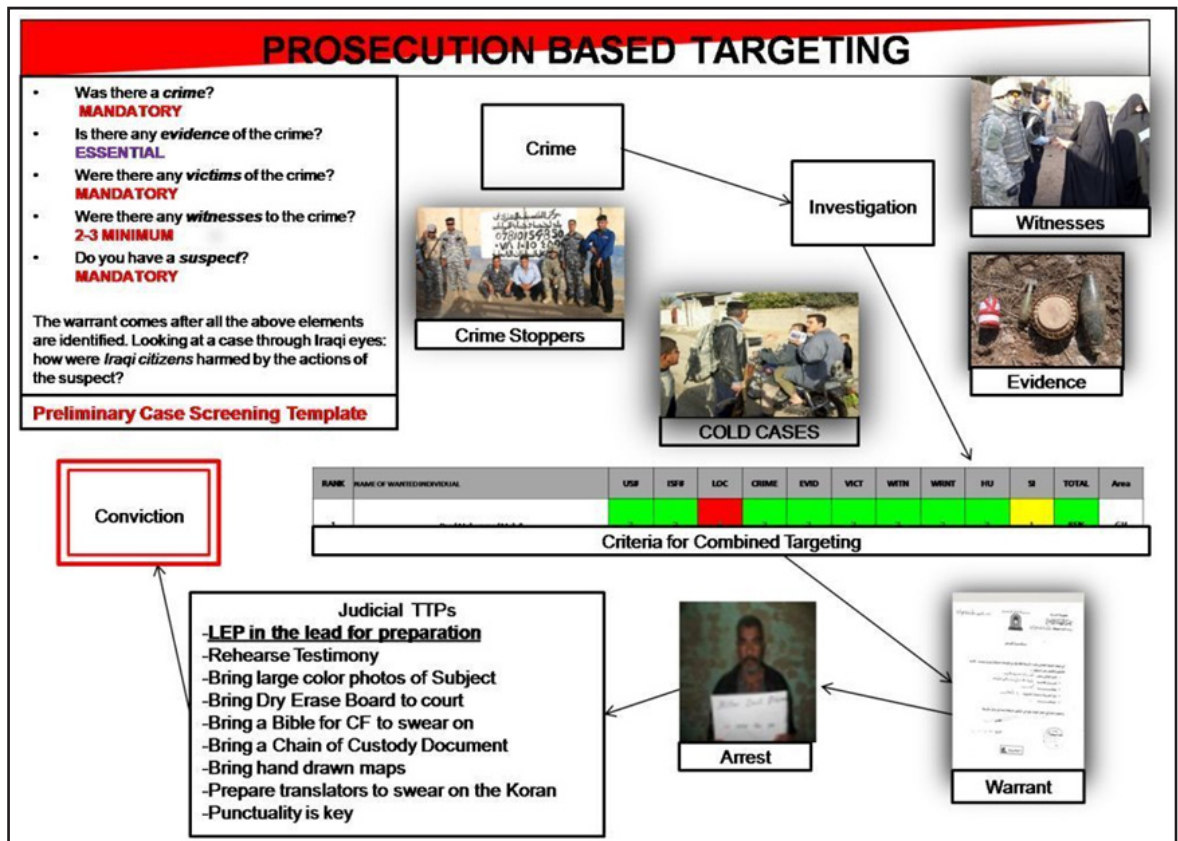 PROSECUTION BASED TARGETING
• Was there a crime?
MANDATORY
• Is there any evidence of the crime?
ESSENTIAL
• Were there any victims of the crime?
MANDATORY
• Were there any witnesses to the crime?
2-3 MINIMUM
• Do you have a suspect?
MANDATORY
The warrant comes after all the above elements
are identified. Looking at a case through Iraqi eyes:
how were Iraqi citizens harmed by the actions of
the suspect?
Preliminary Case Screening Template
Crime
Investigation
Witnesses
Crime Stoppers
Evidence
COLD CASES
RANK NAME OF WANTED INDIVIDUAL US# ISF# LOC CRIME EVID VICT WITN WRNT HU SI TOTAL Area
Criteria for Combined Targeting
Conviction
Judicial TTPs
-LEP in the lead for preparation
-Rehearse Testimony
-Bring large color photos of Subject
-Bring Dry Erase Board to court
-Bring a Bible for CF to swear on
-Bring a Chain of Custody Document
-Bring hand drawn maps
-Prepare translators to swear on the Koran
-Punctuality is key
Arrest
Warrant